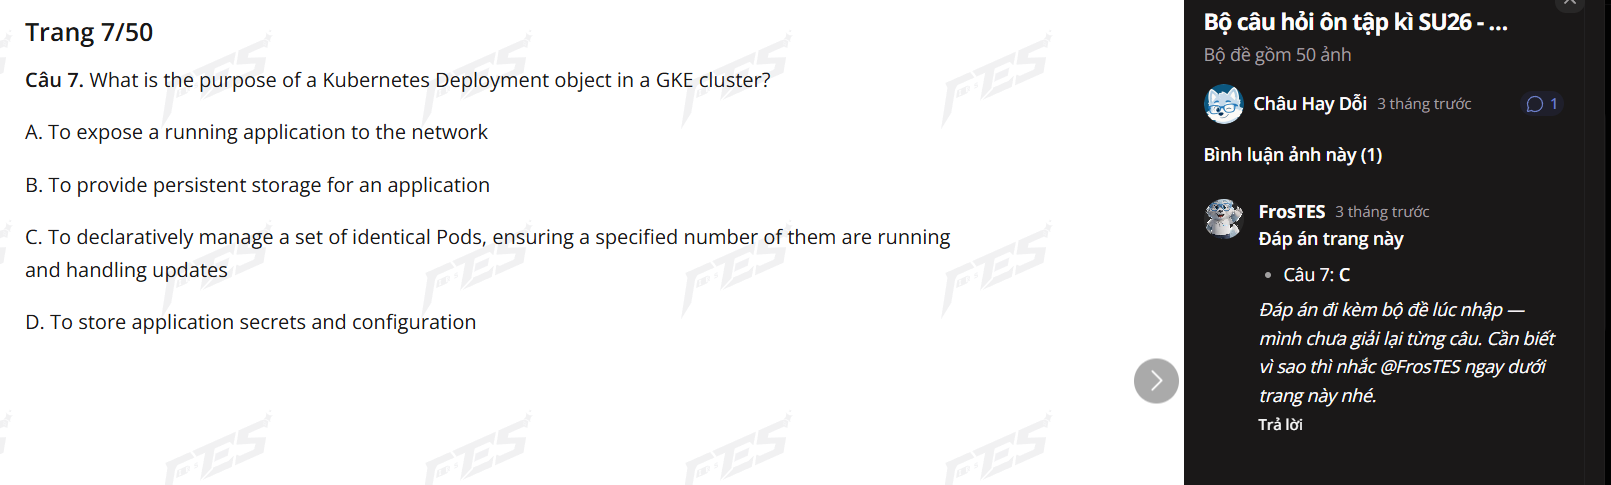 Trang 7/50
Câu 7. What is the purpose of a Kubernetes Deployment object in a GKE cluster?
A. To expose a running application to the network
B. To provide persistent storage for an application
C. To declaratively manage a set of identical Pods, ensuring a specified number of them are running
and handling updates
D. To store application secrets and configuration
Bộ câu hỏi ôn tập kì SU26 - ...
Bộ đề gồm 50 ảnh
Châu Hay Dỗi 3 tháng trước 1
Bình luận ảnh này (1)
FrosTES 3 tháng trước
Đáp án trang này
• Câu 7: C
Đáp án đi kèm bộ đề lúc nhập —
mình chưa giải lại từng câu. Cần biết
vì sao thì nhắc @FrosTES ngay dưới
trang này nhé.
Trả lời
FES